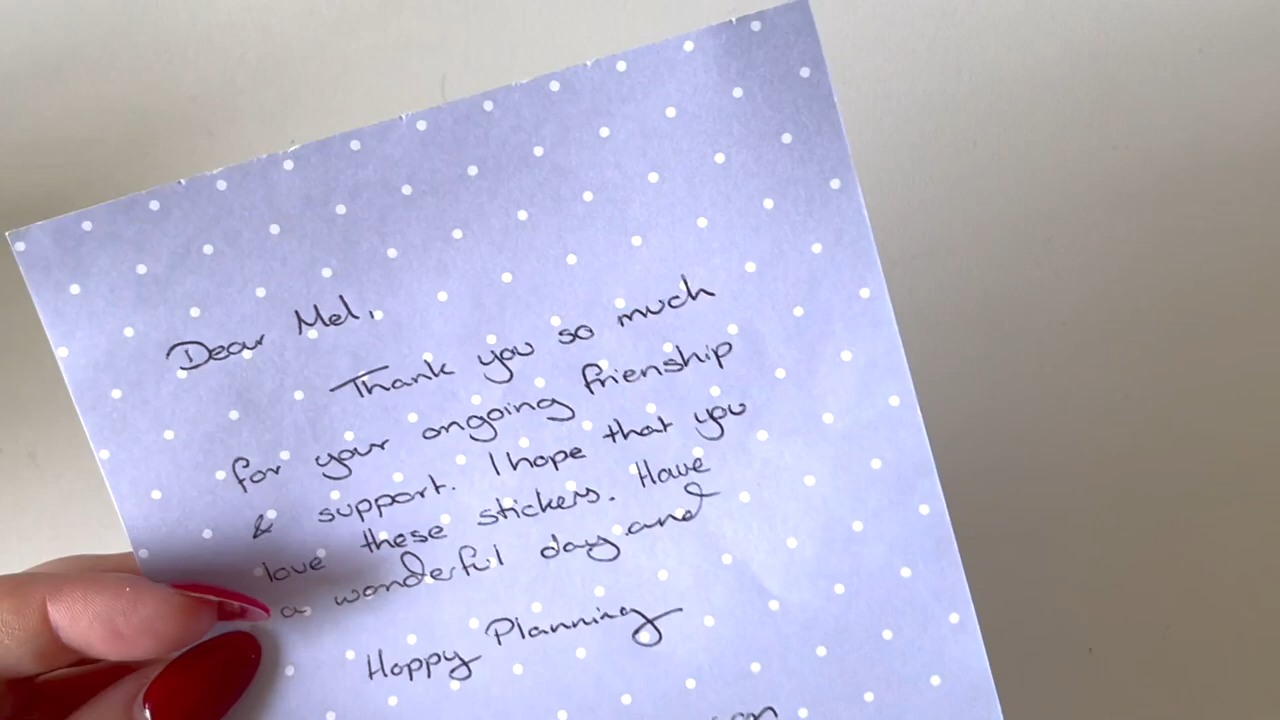 Dear Mel,
Thank you so much
for your ongoing frienship
& support. I hope that you
love these stickers. Have
a wonderful day and
Happy Planning